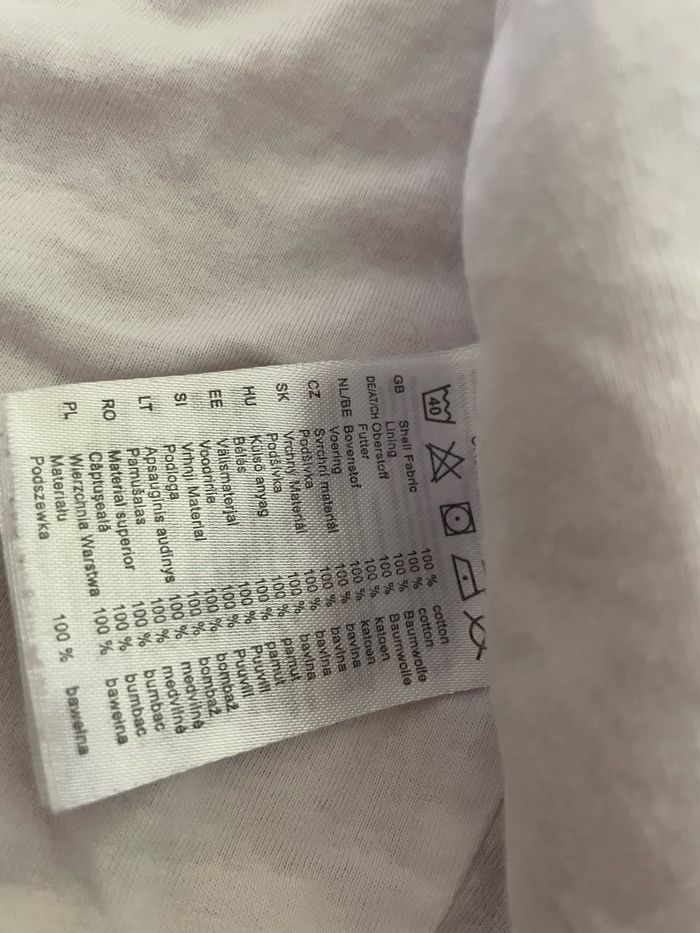 40
GB Shell Fabric 100 % cotton
Lining 100 % cotton
DE/AT/CH Oberstoff 100 % Baumwolle
Futter 100 % Baumwolle
NL/BE Bovenstof 100 % katoen
Voering 100 % katoen
CZ Svrchní materiál 100 % bavlna
Podšívka 100 % bavlna
SK Vrchný Materiál 100 % bavlna
Podšívka 100 % bavlna
HU Külső anyag 100 % pamut
Bélés 100 % pamut
EE Välismaterjal 100 % Puuvill
Voodriile 100 % Puuvill
SI Vrhnji Material 100 % bombaž
Podloga 100 % bombaž
LT Apsauginis audinys 100 % medvilnė
Pamušalas 100 % medvilnė
RO Material superior 100 % bumbac
Căptuşeală 100 % bumbac
PL Wierzchnia Warstwa 100 % bawełna
Materiału
Podszewka 100 % bawełna